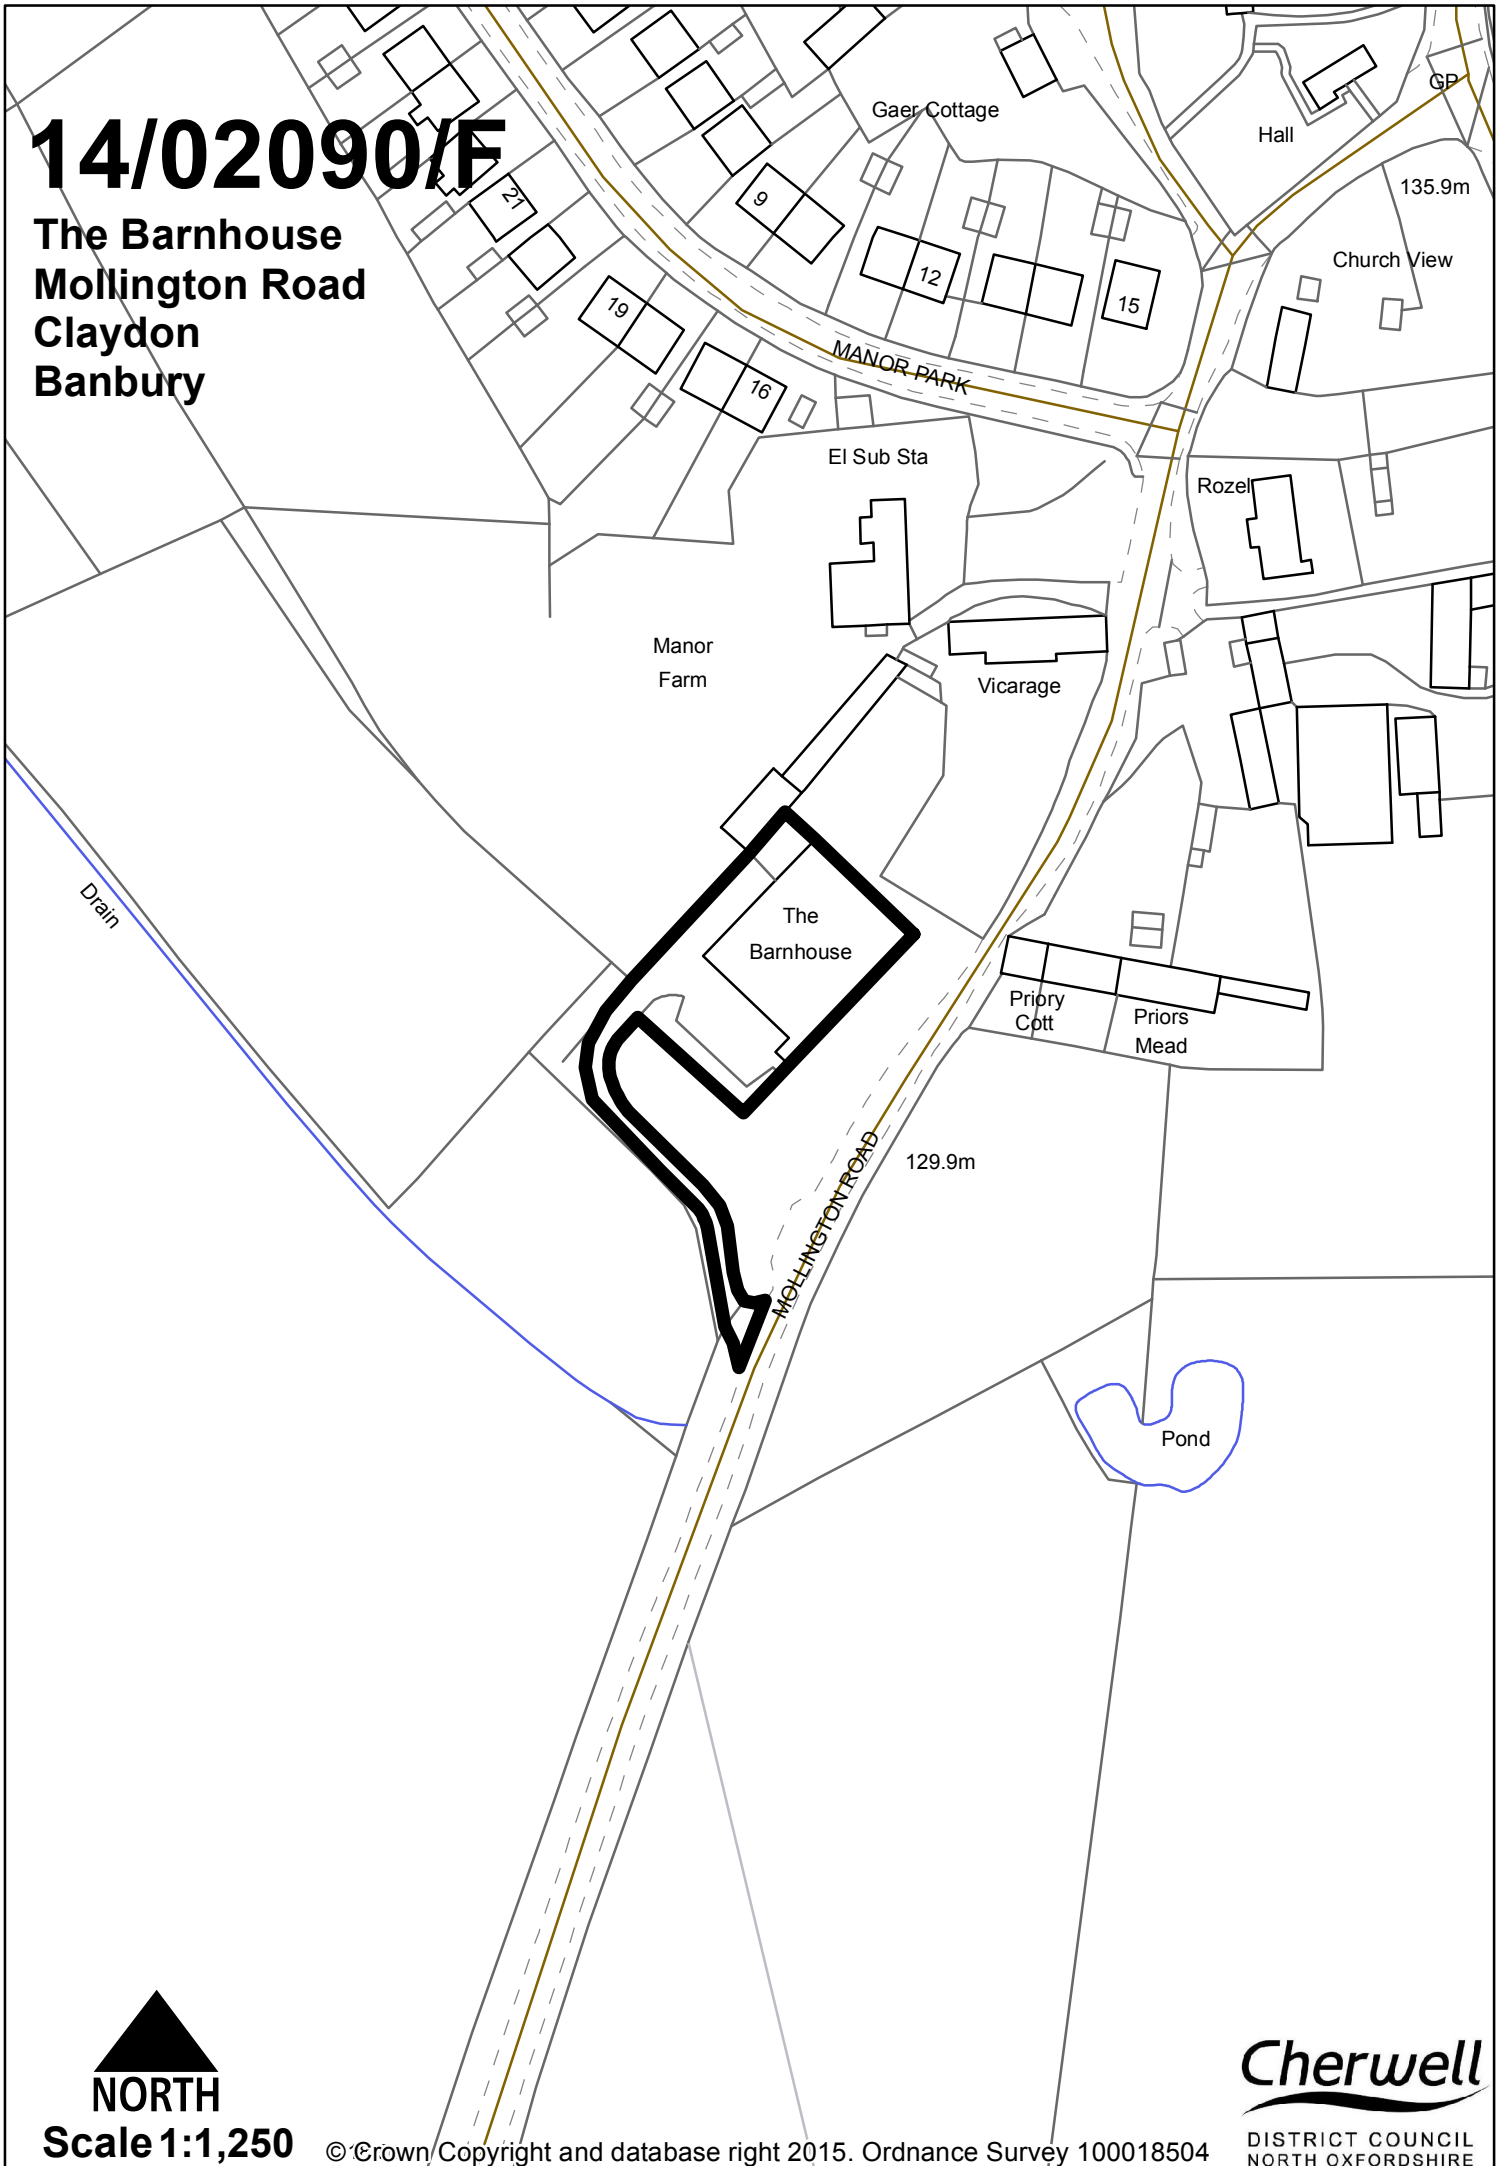 14/02090/F
The Barnhouse
Mollington Road
Claydon
Banbury
Gaer Cottage
GP
Hall
135.9m
21
9
Church View
12
19
15
MANOR PARK
16
El Sub Sta
Rozel
Manor
Farm
Vicarage
Drain
The
Barnhouse
Priory
Cott
Priors
Mead
129.9m
MOLLINGTON ROAD
Pond
NORTH
Scale 1:1,250
© Crown Copyright and database right 2015. Ordnance Survey 100018504
Cherwell
DISTRICT COUNCIL
NORTH OXFORDSHIRE